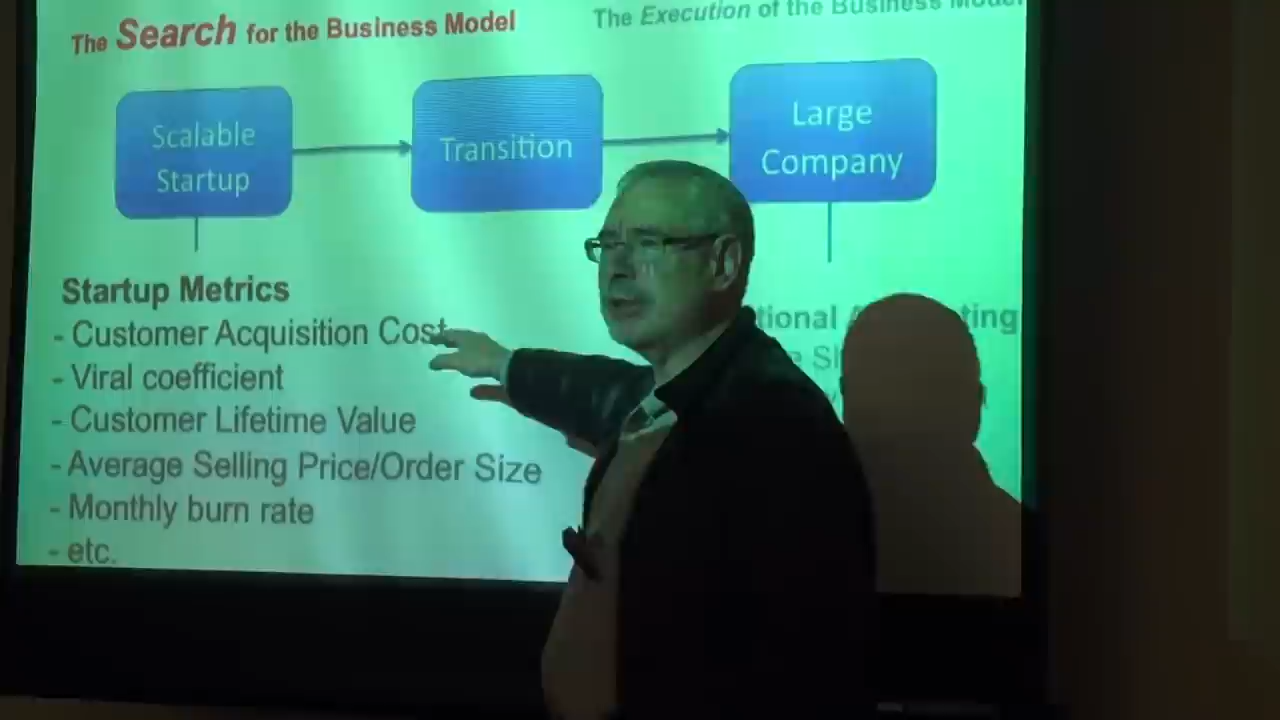 The Search for the Business Model
The Execution of the Business Model
Scalable
Startup
Transition
Large
Company
Startup Metrics
- Customer Acquisition Cost
- Viral coefficient
- Customer Lifetime Value
- Average Selling Price/Order Size
- Monthly burn rate
- etc.